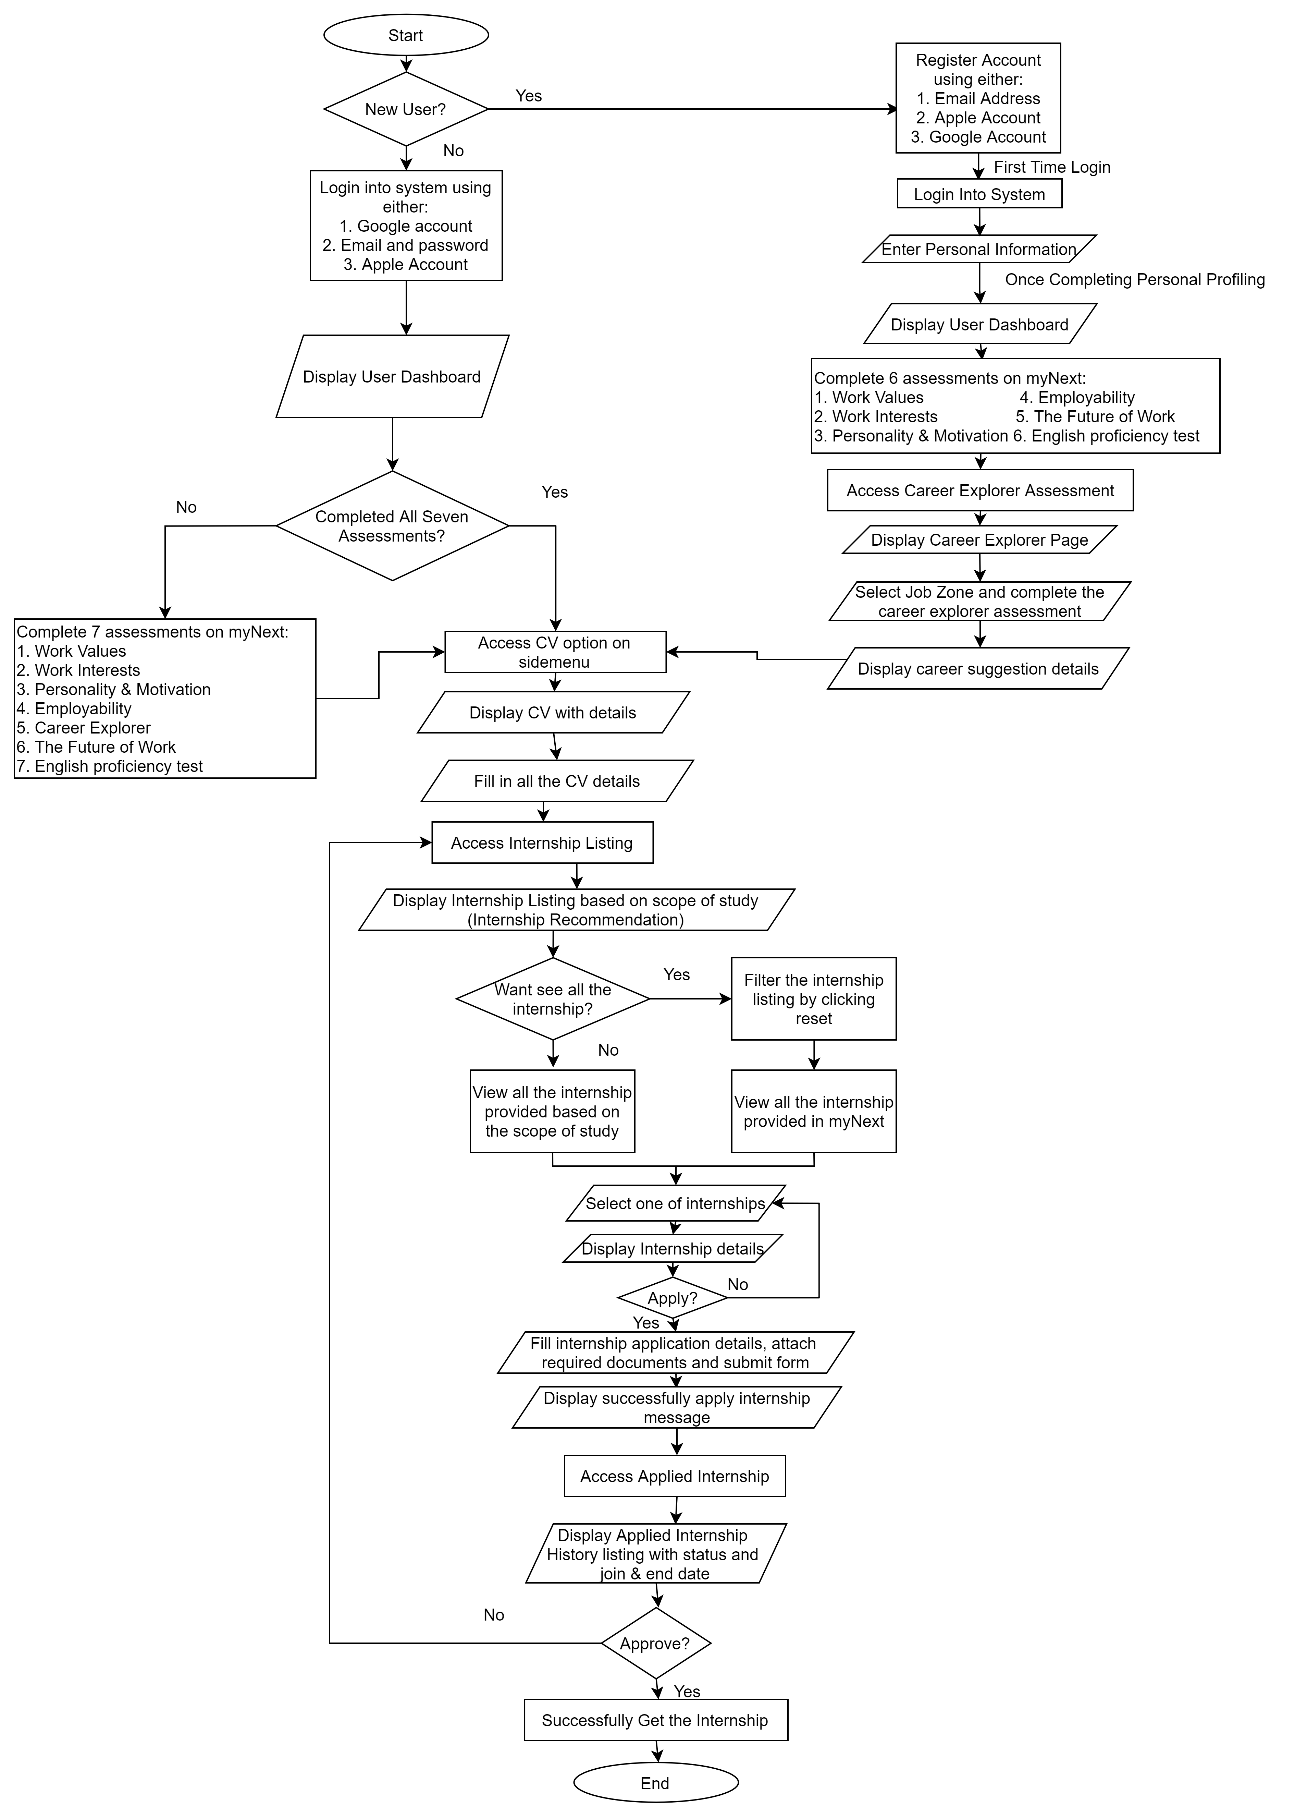 Start
New User?
Yes
No
Register Account
using either:
1. Email Address
2. Apple Account
3. Google Account
First Time Login
Login Into System
Enter Personal Information
Once Completing Personal Profiling
Display User Dashboard
Complete 6 assessments on myNext:
1. Work Values 4. Employability
2. Work Interests 5. The Future of Work
3. Personality & Motivation 6. English proficiency test
Access Career Explorer Assessment
Display Career Explorer Page
Select Job Zone and complete the
career explorer assessment
Display career suggestion details
Login into system using
either:
1. Google account
2. Email and password
3. Apple Account
Display User Dashboard
Completed All Seven
Assessments?
No
Yes
Complete 7 assessments on myNext:
1. Work Values
2. Work Interests
3. Personality & Motivation
4. Employability
5. Career Explorer
6. The Future of Work
7. English proficiency test
Access CV option on
sidemenu
Display CV with details
Fill in all the CV details
Access Internship Listing
Display Internship Listing based on scope of study
(Internship Recommendation)
Want see all the
internship?
Yes
No
Filter the internship
listing by clicking
reset
View all the internship
provided based on
the scope of study
View all the internship
provided in myNext
Select one of internships
Display Internship details
Apply?
No
Yes
Fill internship application details, attach
required documents and submit form
Display successfully apply internship
message
Access Applied Internship
Display Applied Internship
History listing with status and
join & end date
Approve?
No
Yes
Successfully Get the Internship
End